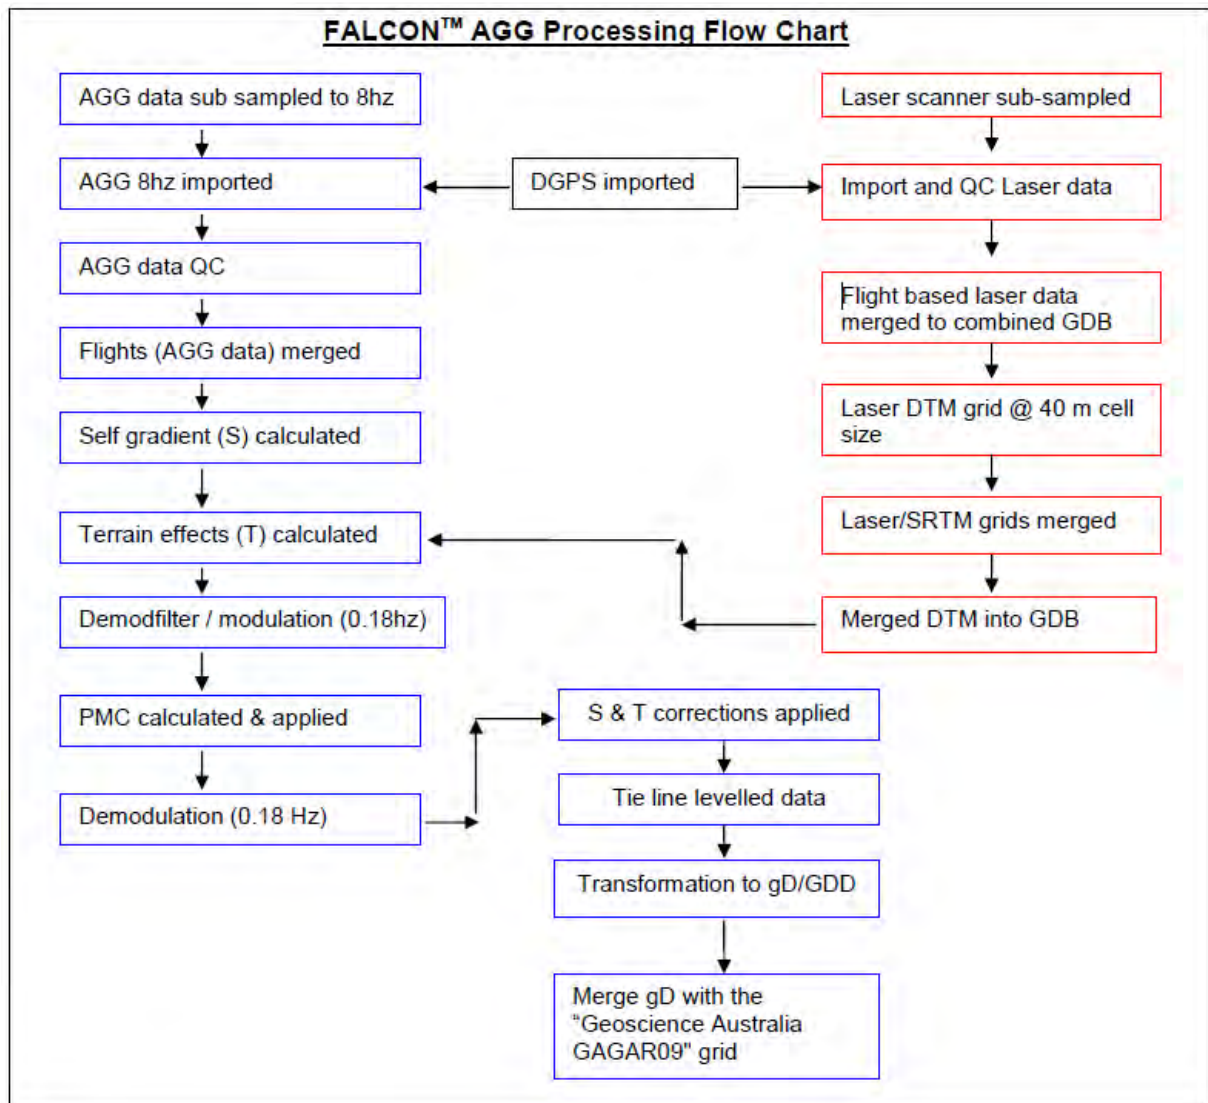 FALCON™ AGG Processing Flow Chart
AGG data sub sampled to 8hz
AGG 8hz imported
AGG data QC
Flights (AGG data) merged
Self gradient (S) calculated
Terrain effects (T) calculated
Demodfilter / modulation (0.18hz)
PMC calculated & applied
Demodulation (0.18 Hz)
DGPS imported
Laser scanner sub-sampled
Import and QC Laser data
Flight based laser data
merged to combined GDB
Laser DTM grid @ 40 m cell
size
Laser/SRTM grids merged
Merged DTM into GDB
S & T corrections applied
Tie line levelled data
Transformation to gD/GDD
Merge gD with the
“Geoscience Australia
GAGAR09" grid